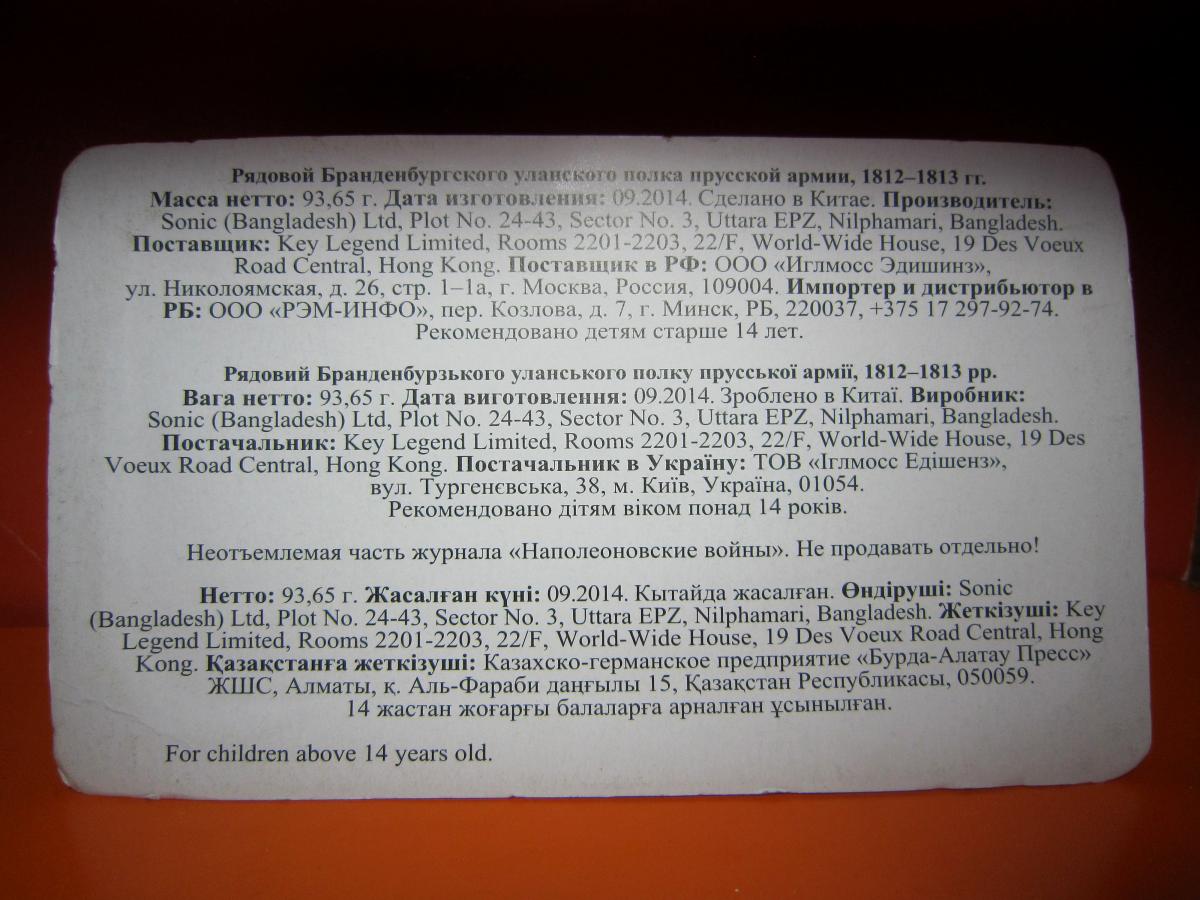 Рядовой Бранденбургского уланского полка прусской армии, 1812–1813 гг.
Масса нетто: 93,65 г. Дата изготовления: 09.2014. Сделано в Китае. Производитель:
Sonic (Bangladesh) Ltd, Plot No. 24-43, Sector No. 3, Uttara EPZ, Nilphamari, Bangladesh.
Поставщик: Key Legend Limited, Rooms 2201-2203, 22/F, World-Wide House, 19 Des Voeux
Road Central, Hong Kong. Поставщик в РФ: ООО «Иглмосс Эдишинз»,
ул. Николоямская, д. 26, стр. 1–1а, г. Москва, Россия, 109004. Импортер и дистрибьютор в
РБ: ООО «РЭМ-ИНФО», пер. Козлова, д. 7, г. Минск, РБ, 220037, +375 17 297-92-74.
Рекомендовано детям старше 14 лет.
Рядовий Бранденбурзького уланського полку прусської армії, 1812–1813 рр.
Вага нетто: 93,65 г. Дата виготовлення: 09.2014. Зроблено в Китаї. Виробник:
Sonic (Bangladesh) Ltd, Plot No. 24-43, Sector No. 3, Uttara EPZ, Nilphamari, Bangladesh.
Постачальник: Key Legend Limited, Rooms 2201-2203, 22/F, World-Wide House, 19 Des
Voeux Road Central, Hong Kong. Постачальник в Україну: ТОВ «Іглмосс Едішенз»,
вул. Тургенєвська, 38, м. Київ, Україна, 01054.
Рекомендовано дітям віком понад 14 років.
Неотъемлемая часть журнала «Наполеоновские войны». Не продавать отдельно!
Нетто: 93,65 г. Жасалған күні: 09.2014. Кытайда жасалған. Өндіруші: Sonic
(Bangladesh) Ltd, Plot No. 24-43, Sector No. 3, Uttara EPZ, Nilphamari, Bangladesh. Жеткізуші: Key
Legend Limited, Rooms 2201-2203, 22/F, World-Wide House, 19 Des Voeux Road Central, Hong
Kong. Қазақстанға жеткізуші: Казахско-германское предприятие «Бурда-Алатау Пресс»
ЖШС, Алматы, қ. Аль-Фараби даңғылы 15, Қазақстан Республикасы, 050059.
14 жастан жоғарғы балаларға арналған ұсынылған.
For children above 14 years old.